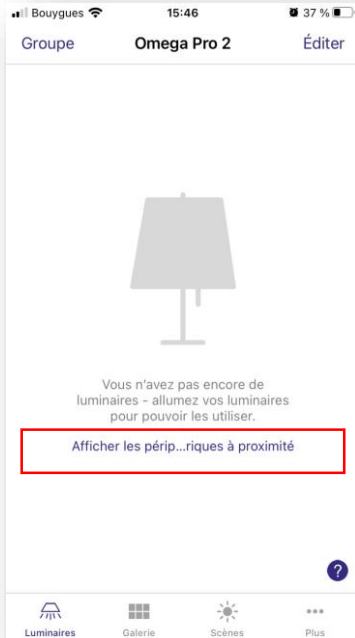 Bouygues 15:46 37 %
Groupe Omega Pro 2 Éditer
Vous n'avez pas encore de
luminaires - allumez vos luminaires
pour pouvoir les utiliser.
Afficher les périp...riques à proximité
?
Luminaires Galerie Scènes Plus